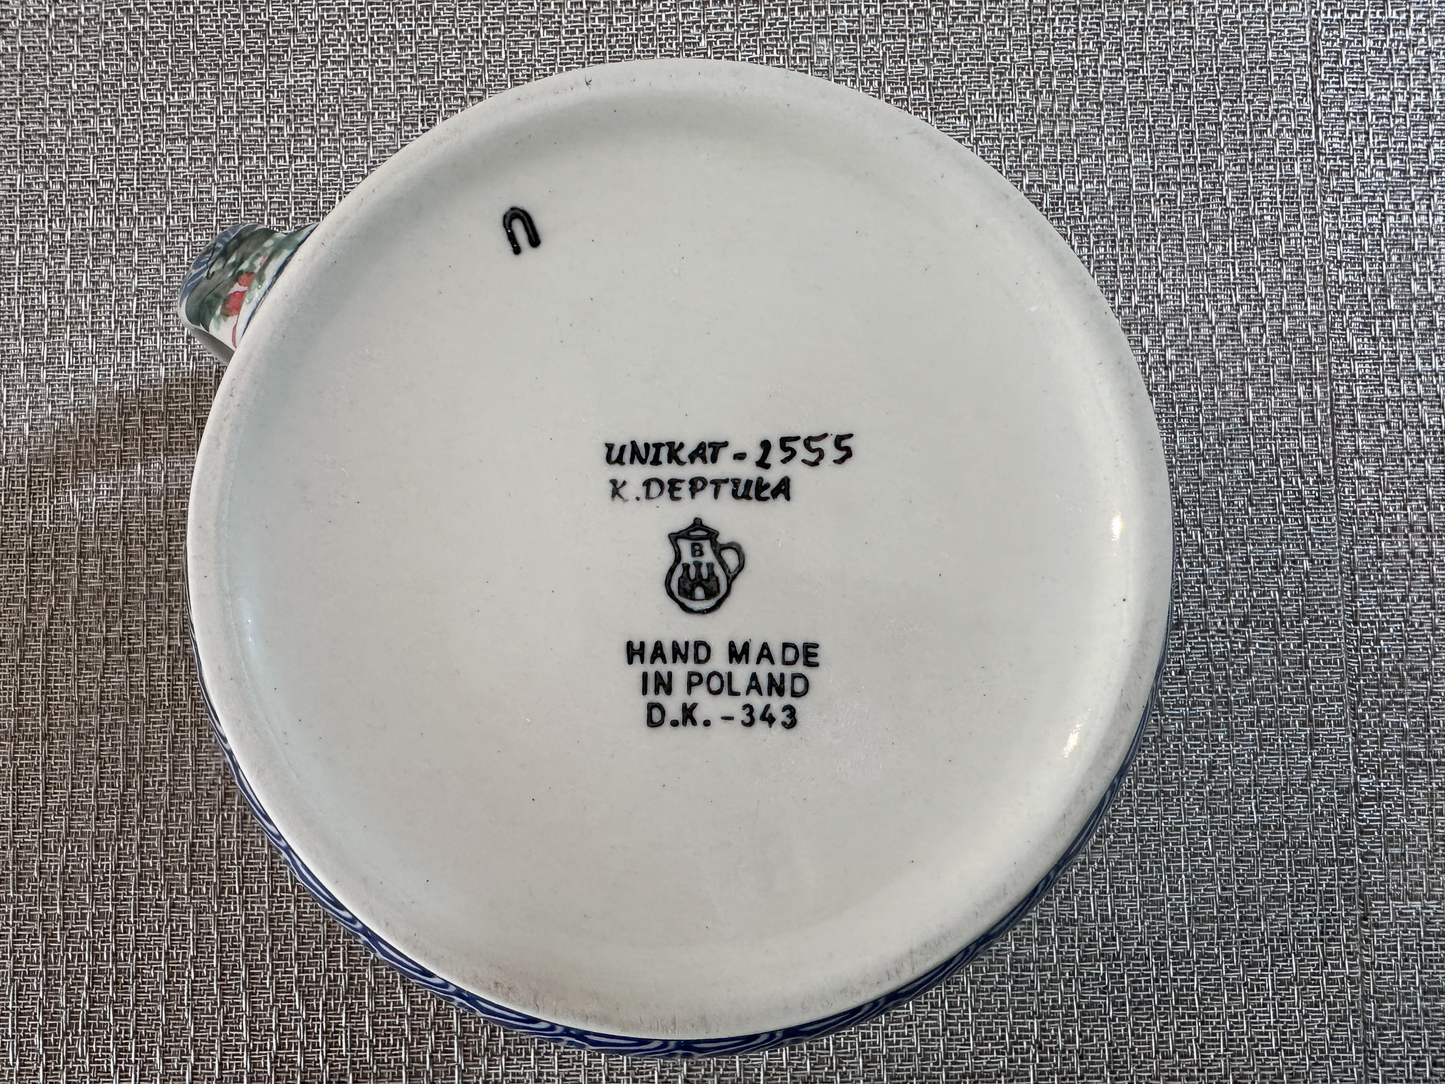 UNIKAT-2555
K.DEPTUŁA
B
HAND MADE
IN POLAND
D.K.-343